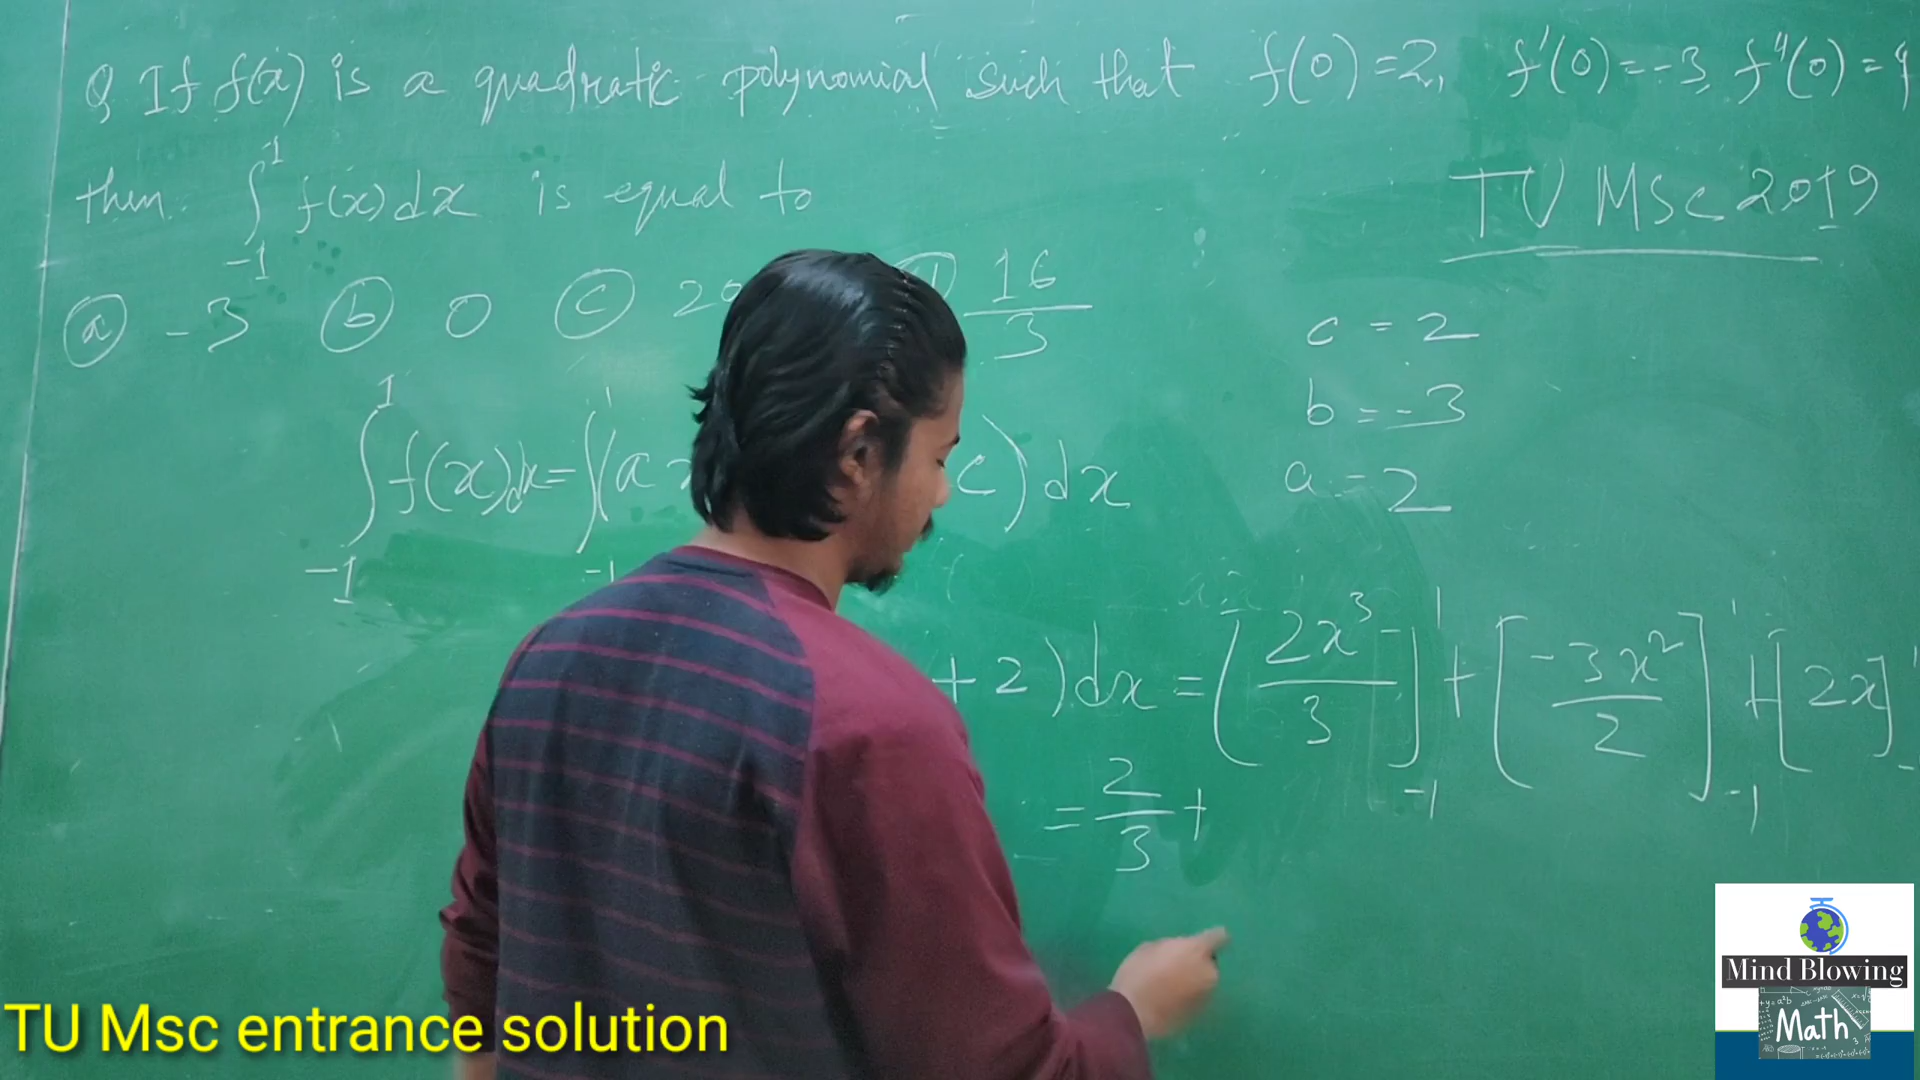 Q If f(x) is a quadratic polynomial such that f(0)=2, f'(0)=-3, f"(0)=4
then ∫ -1 -1 f(x)dx is equal to
TU MSc 2019
(a) -3 (b) 0 (c) 20 (d) 16/3
c = 2
b = -3
a = 2
∫ 1 -1 f(x)dx = ∫ 1 -1 (a c) dx
+ 2)dx = [2x³/3] 1 -1 + [-3x²/2] 1 -1 + [2x] 1 -
= 2/3 +
Mind Blowing
Math
TU Msc entrance solution